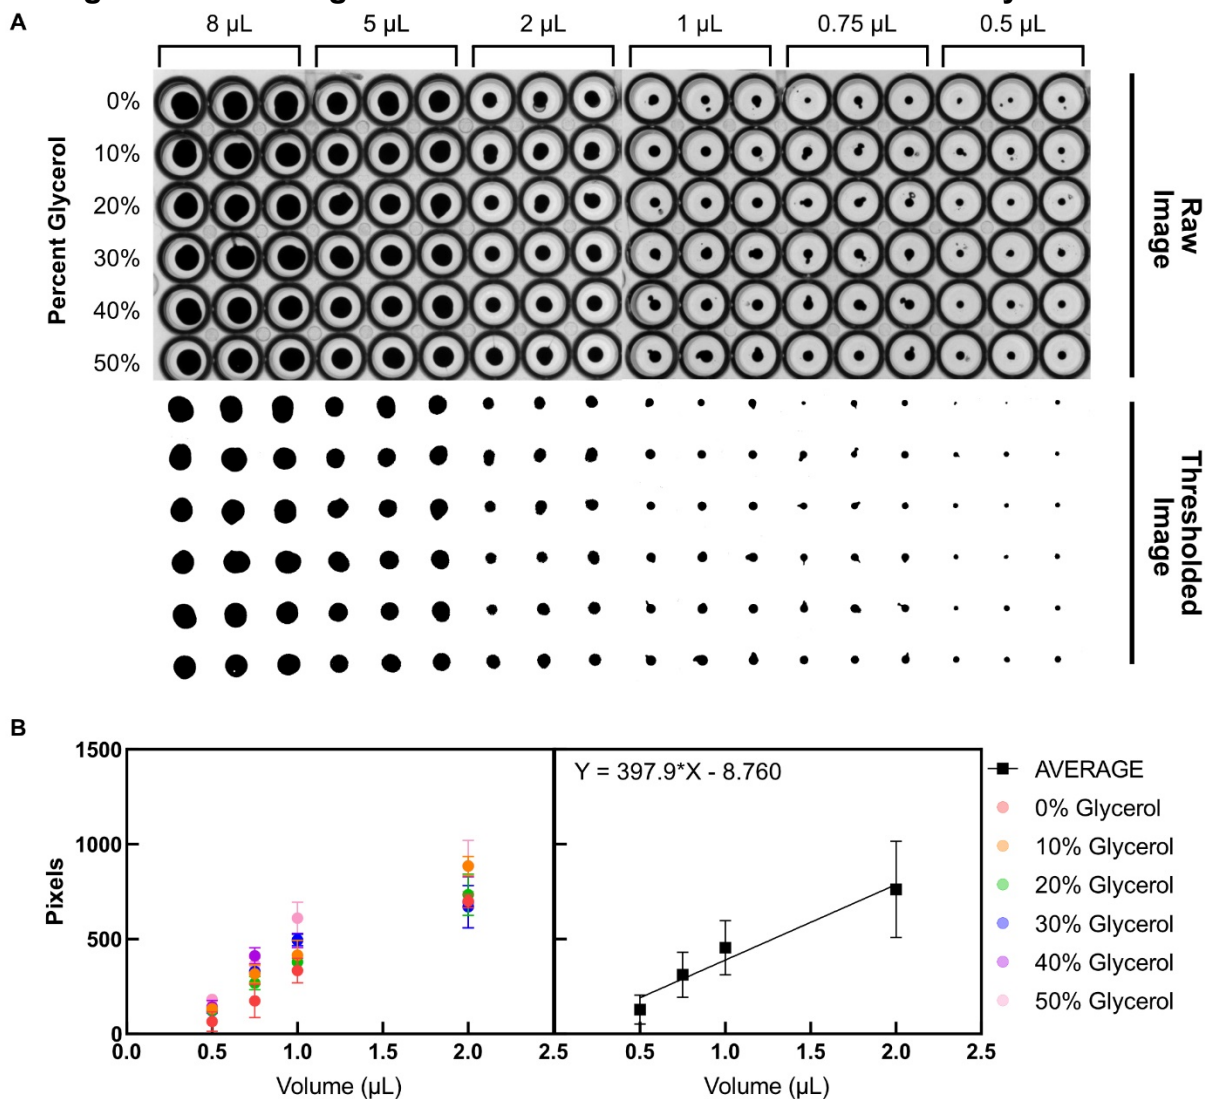 A
8 µL 5 µL 2 µL 1 µL 0.75 µL 0.5 µL
Percent Glycerol
0%
10%
20%
30%
40%
50%
Raw
Image
Thresholded
Image
B
Pixels
1500
1000
500
0
0.0 0.5 1.0 1.5 2.0 2.5
Volume (µL)
Y = 397.9*X - 8.760
0.5 1.0 1.5 2.0 2.5
Volume (µL)
AVERAGE
0% Glycerol
10% Glycerol
20% Glycerol
30% Glycerol
40% Glycerol
50% Glycerol